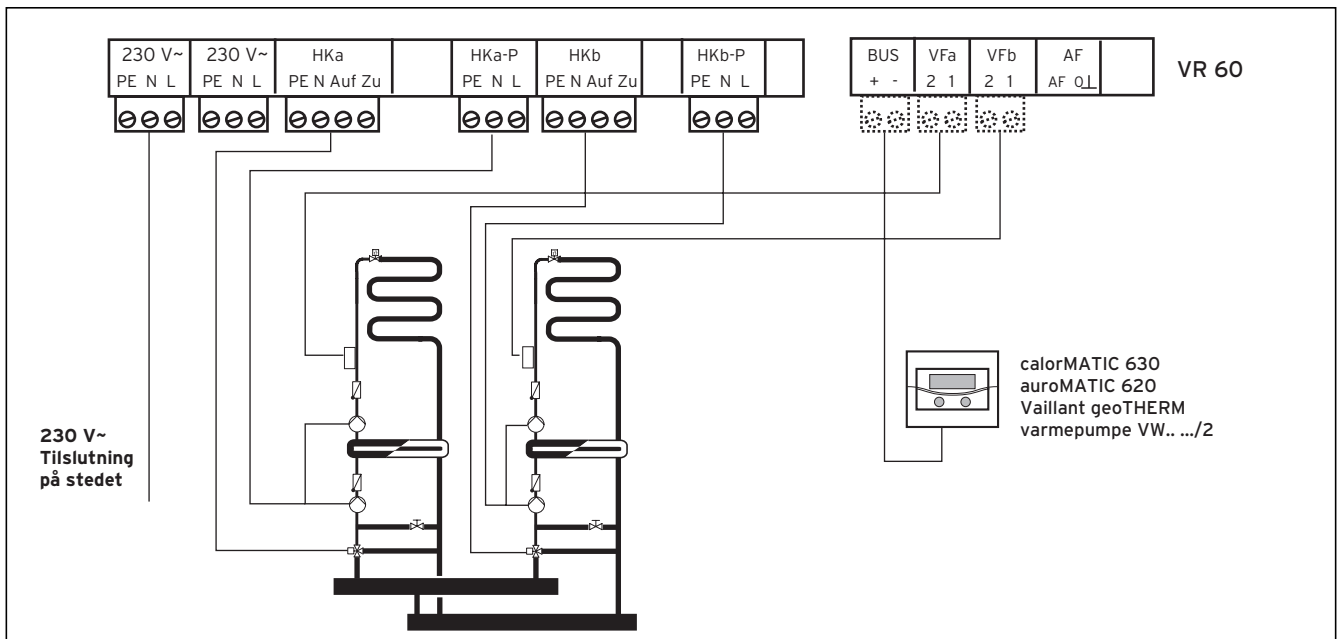 230 V~ 230 V~ HKa HKa-P HKb HKb-P
PE N L PE N L PE N Auf Zu PE N L PE N Auf Zu PE N L
BUS VFa VFb AF
+ - 2 1 2 1 AF 0⊥
VR 60
calorMATIC 630
auroMATIC 620
Vaillant geoTHERM
varmepumpe VW.. .../2
230 V~
Tilslutning
på stedet